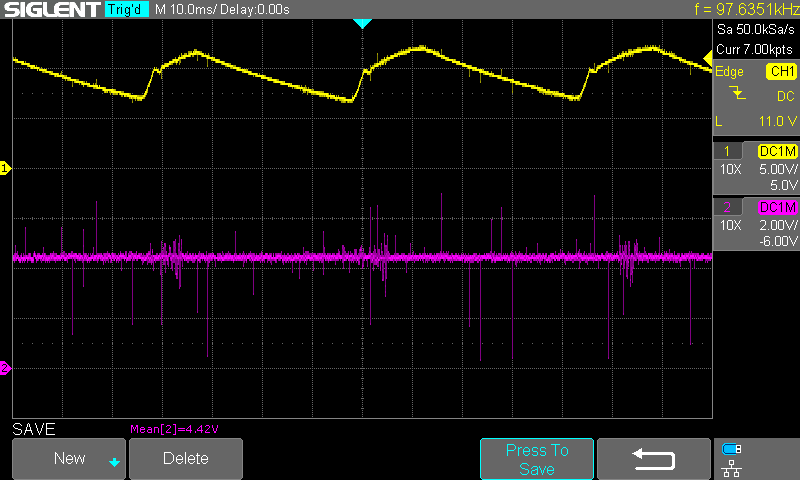 SIGLENT Trig'd M 10.0ms/ Delay:0.00s f = 97.6351kHz
Sa 50.0kSa/s
Curr 7.00kpts
Edge CH1
DC
L 11.0 V
1 DC1M
10X 5.00V/
5.0V
2 DC1M
10X 2.00V/
-6.00V
1
2
SAVE
Mean[2]=4.42V
New Delete Press To Save